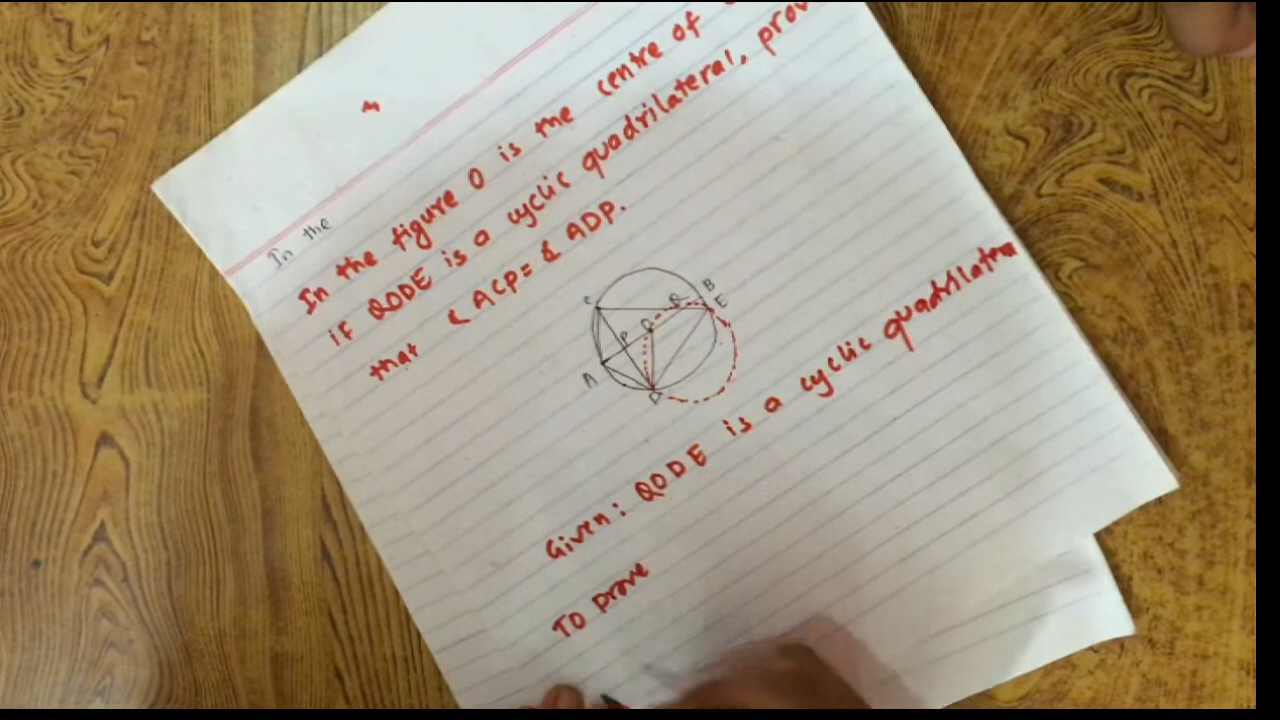 In the
In the figure O is the centre of
if QODE is a cyclic quadrilateral, prov
that ∠ ACP = ∠ ADP.
C
B
R
E
Q
P
A
D
Given: QODE is a cyclic quadrilater
To prove